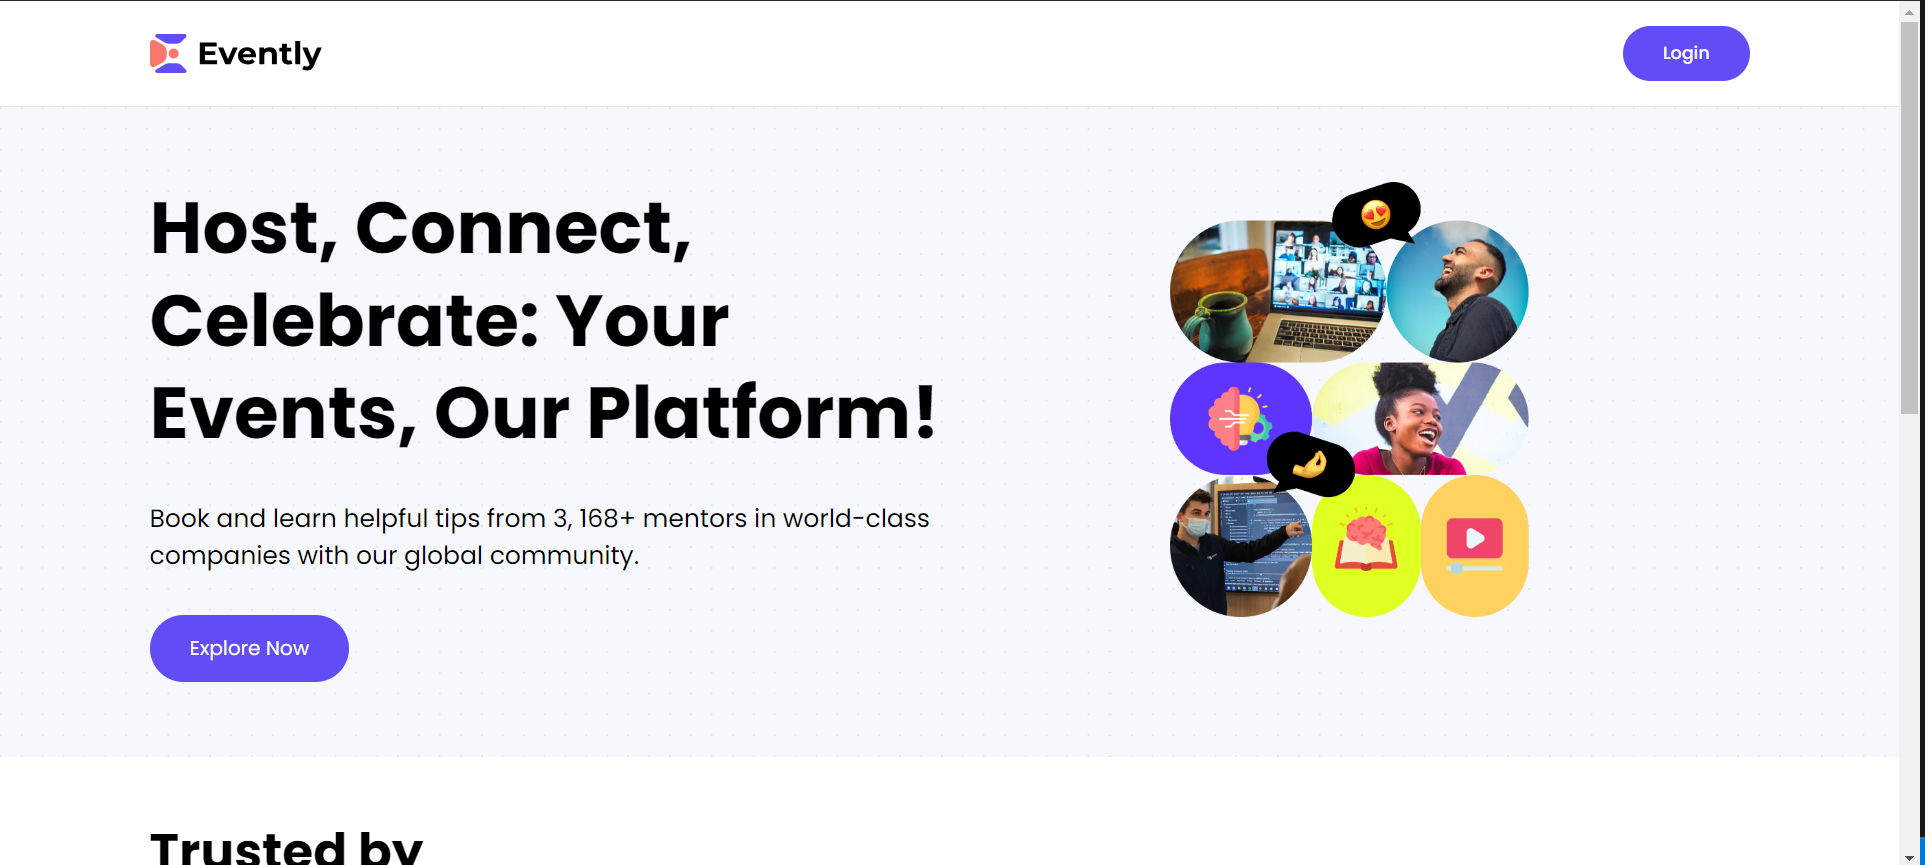 Evently
Login
Host, Connect,
Celebrate: Your
Events, Our Platform!
Book and learn helpful tips from 3, 168+ mentors in world-class
companies with our global community.
Explore Now
Trusted by